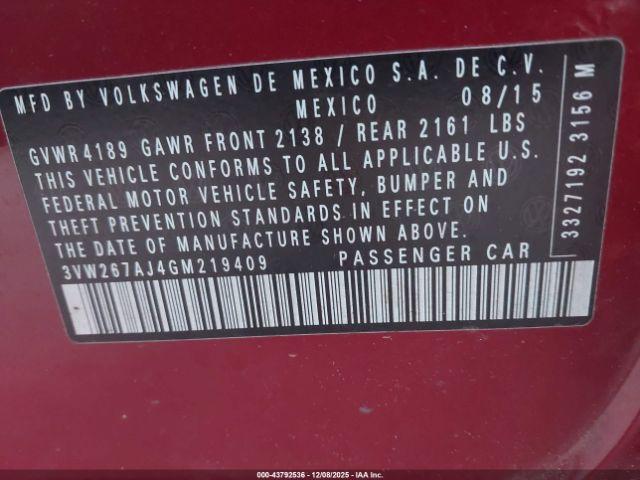 MFD BY VOLKSWAGEN DE MEXICO S.A. DE C.V.
MEXICO 08/15
GVWR 4189 GAWR FRONT 2138 / REAR 2161 LBS
THIS VEHICLE CONFORMS TO ALL APPLICABLE U.S.
FEDERAL MOTOR VEHICLE SAFETY, BUMPER AND
THEFT PREVENTION STANDARDS IN EFFECT ON
THE DATE OF MANUFACTURE SHOWN ABOVE.
3VW267AJ4GM219409 PASSENGER CAR
3327192 3156 M
000-43792536 - 12/08/2025 - IAA Inc.